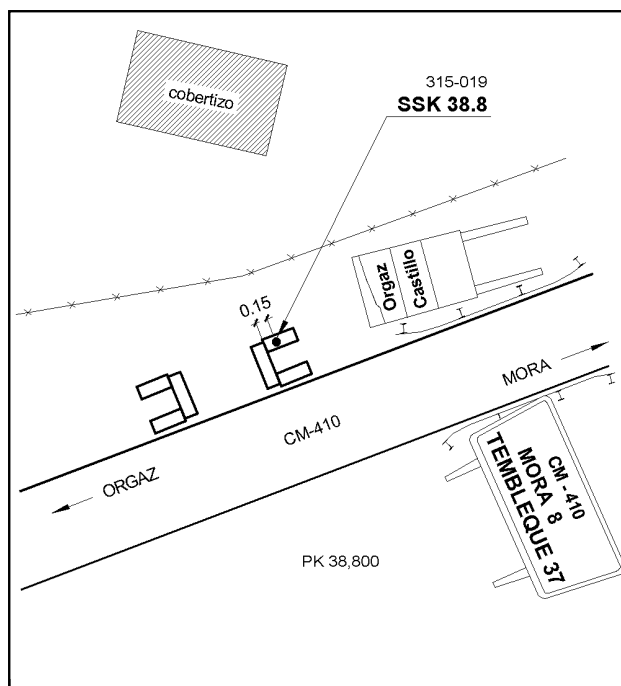 315-019
SSK 38.8
cobertizo
Orgaz
Castillo
0.15
MORA
CM-410
ORGAZ
CM - 410
MORA 8
TEMBLEQUE 37
PK 38,800